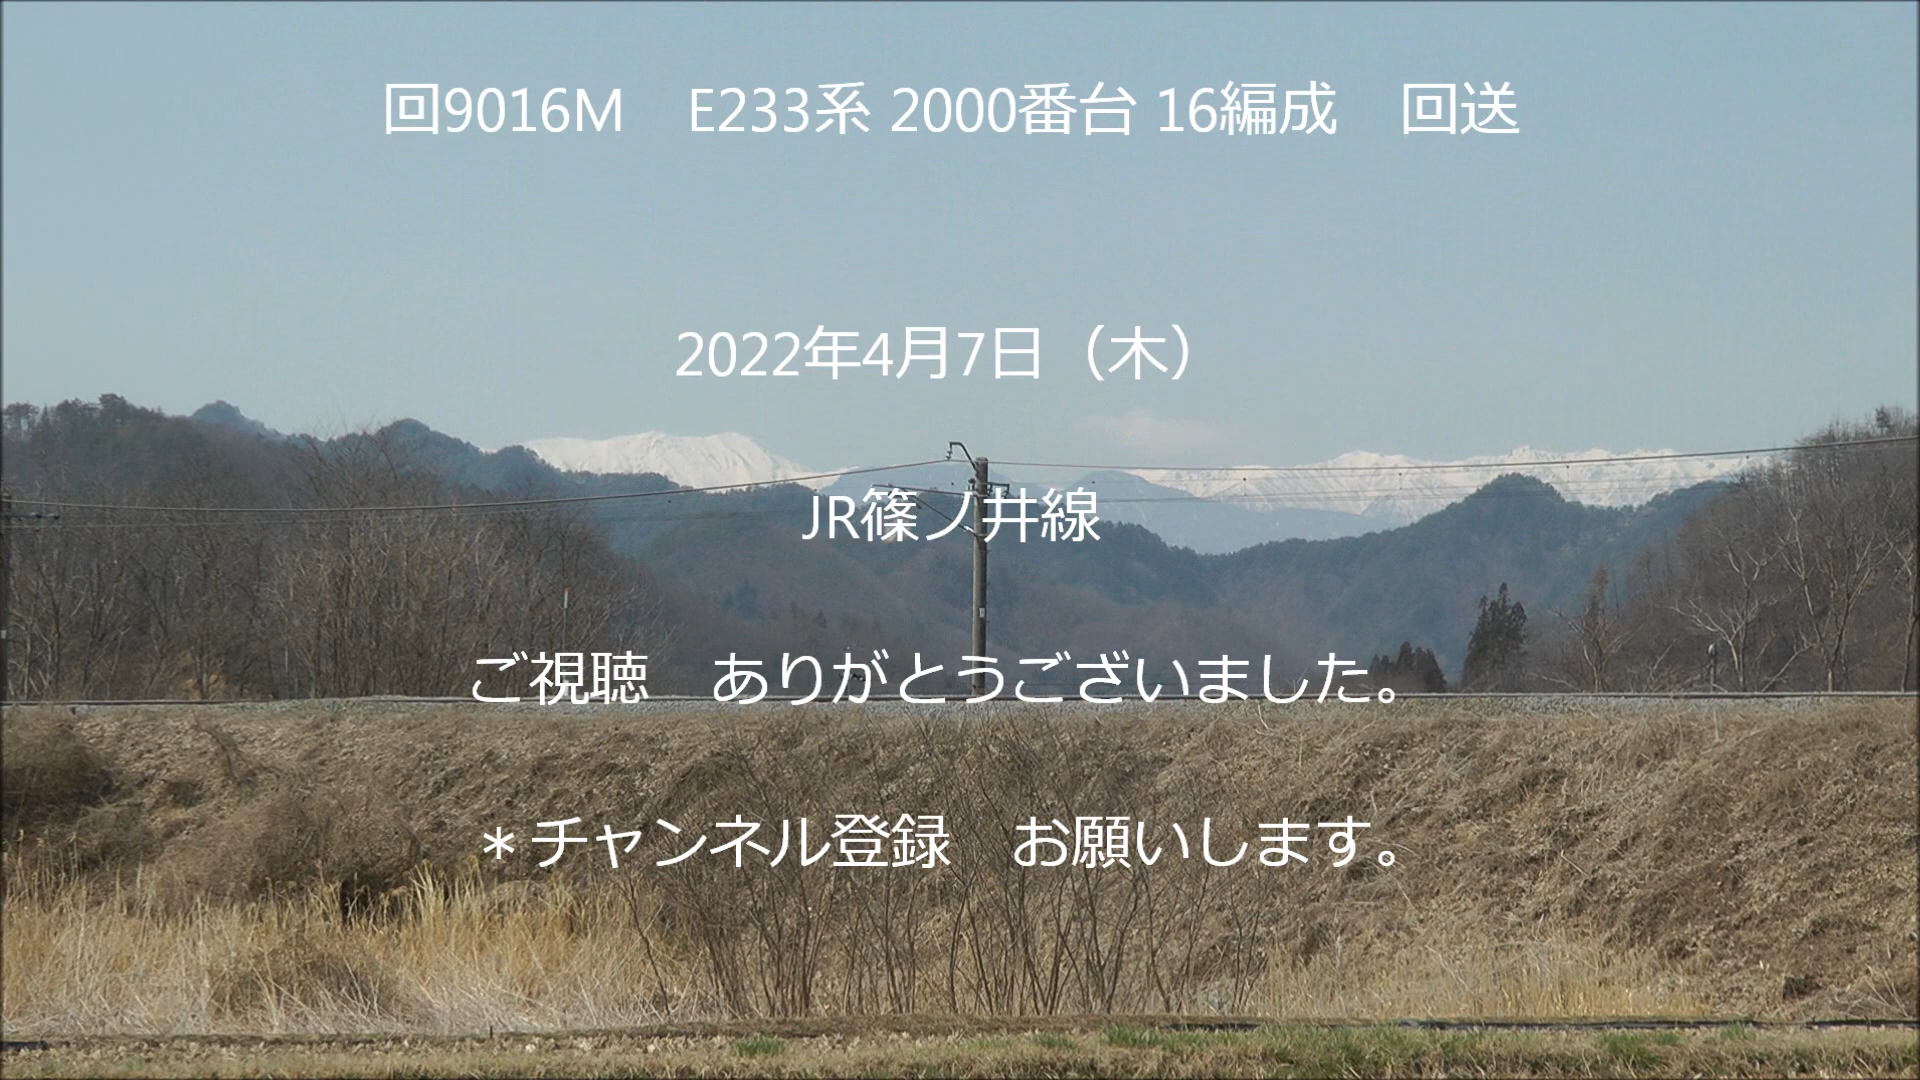 回9016M　E233系 2000番台 16編成　回送
2022年4月7日（木）
JR篠ノ井線
ご視聴　ありがとうございました。
＊チャンネル登録　お願いします。